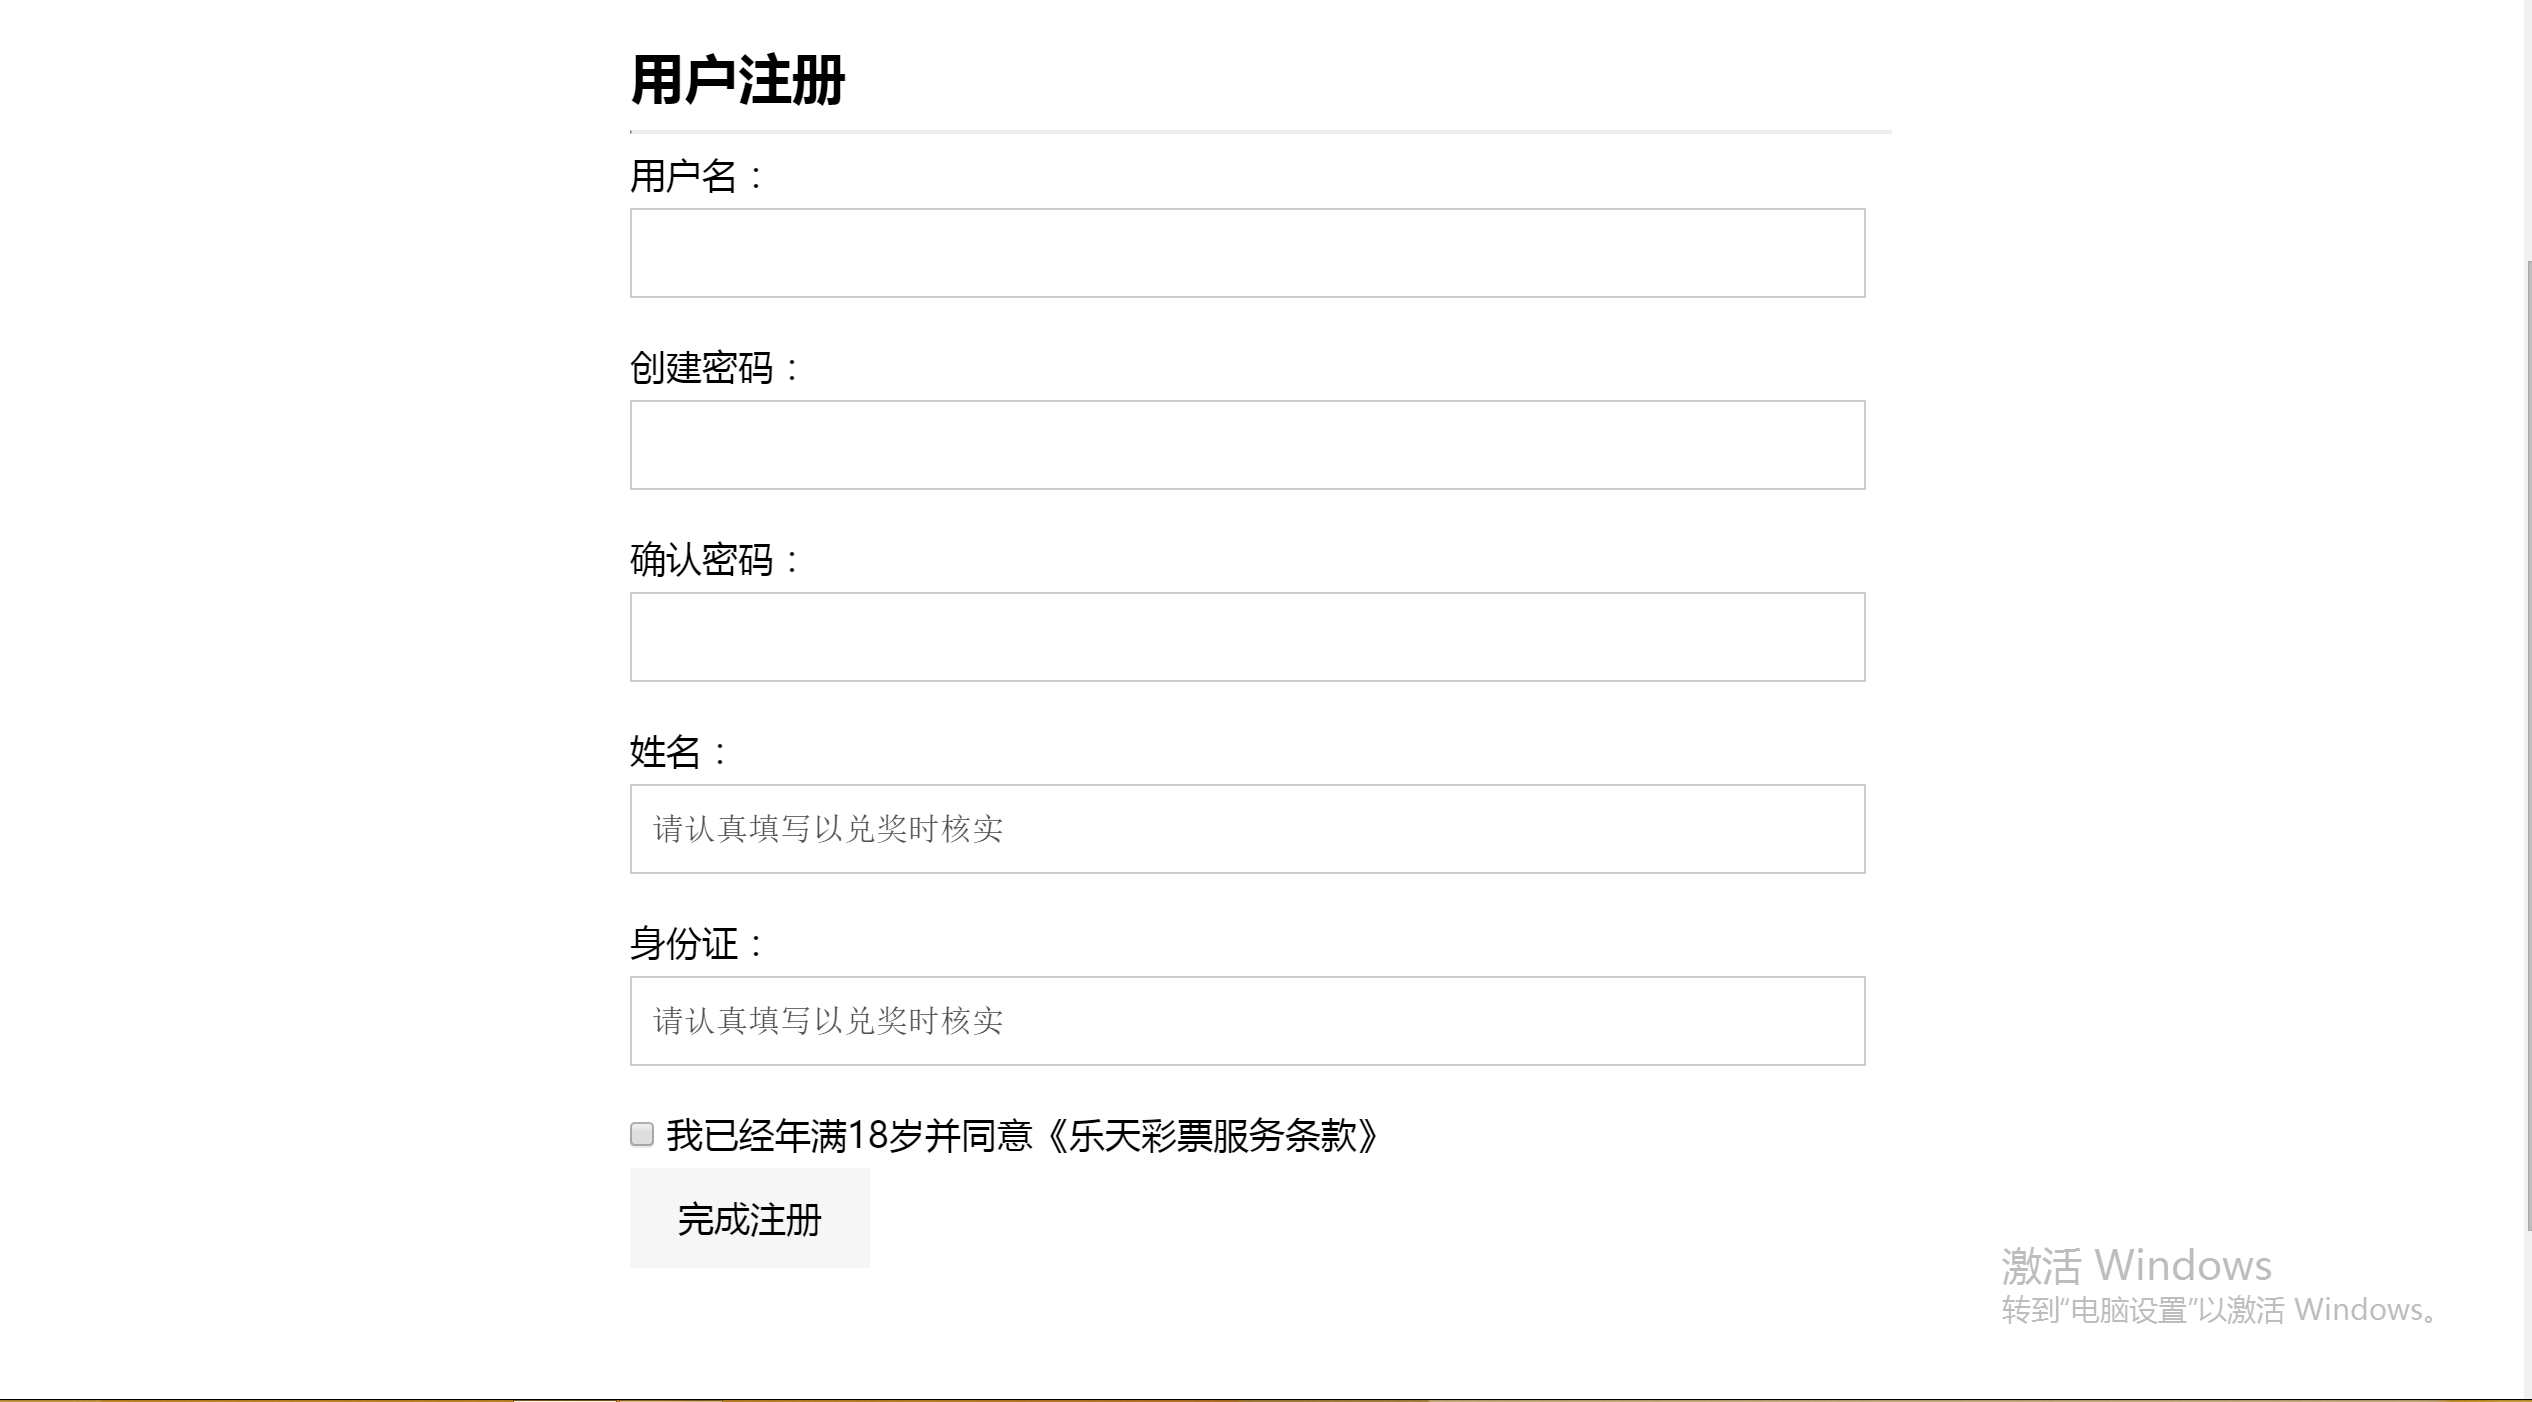 用户注册
用户名：
创建密码：
确认密码：
姓名：
请认真填写以兑奖时核实
身份证：
请认真填写以兑奖时核实
我已经年满18岁并同意《乐天彩票服务条款》
完成注册
激活 Windows
转到“电脑设置”以激活 Windows。